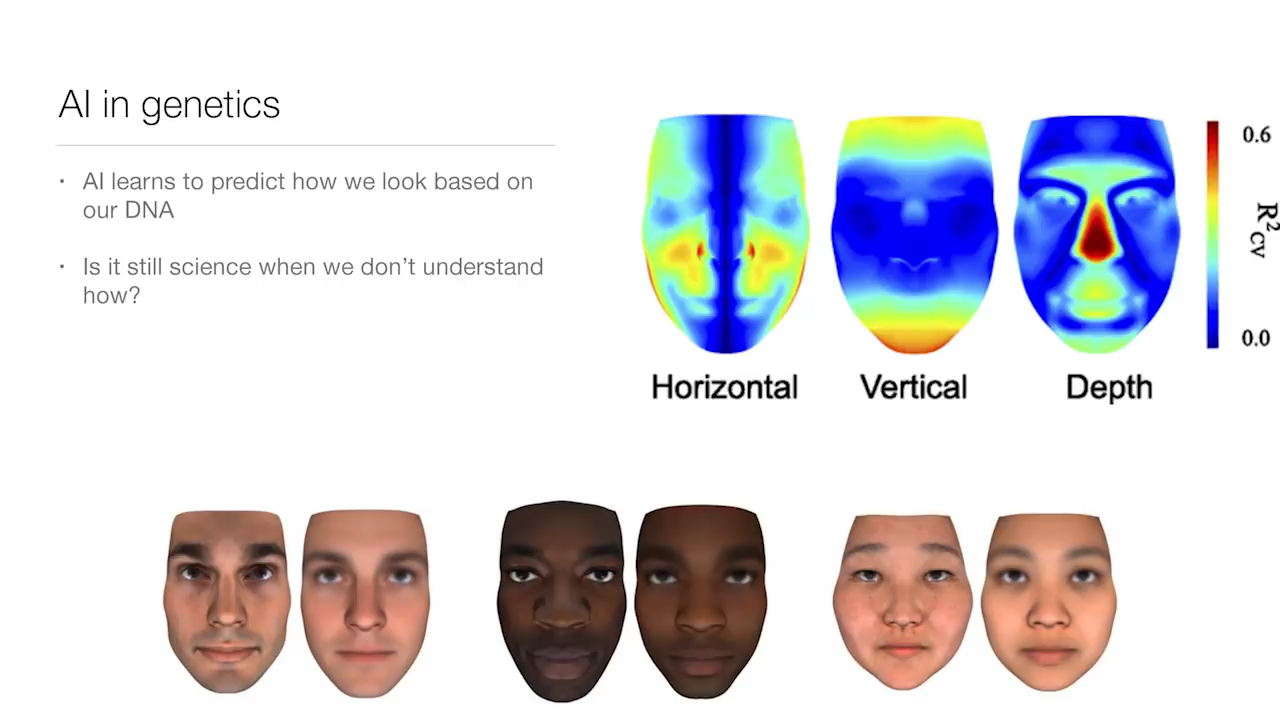 AI in genetics
· AI learns to predict how we look based on
our DNA
· Is it still science when we don’t understand
how?
0.6
R²CV
0.0
Horizontal
Vertical
Depth